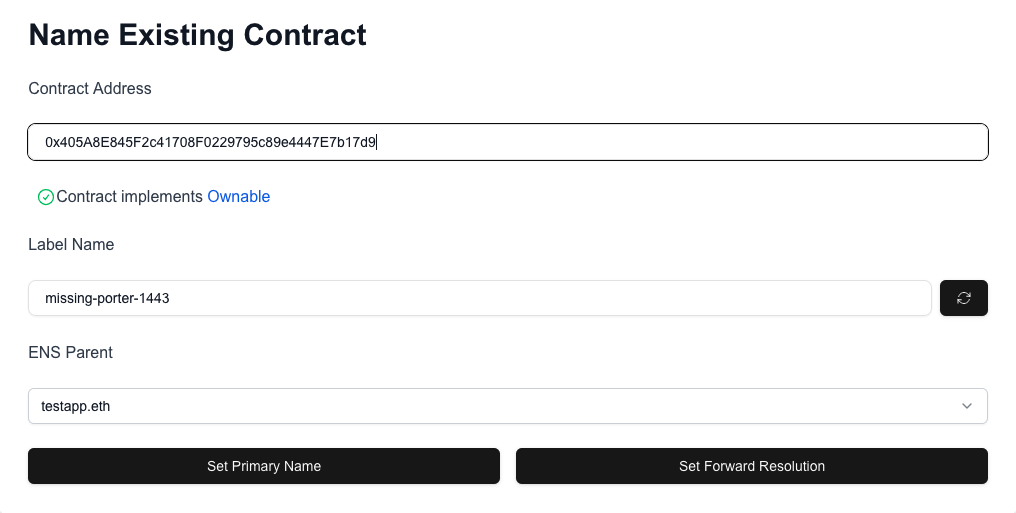 Name Existing Contract
Contract Address
0x405A8E845F2c41708F0229795c89e4447E7b17d9
Contract implements Ownable
Label Name
missing-porter-1443
ENS Parent
testapp.eth
Set Primary Name
Set Forward Resolution